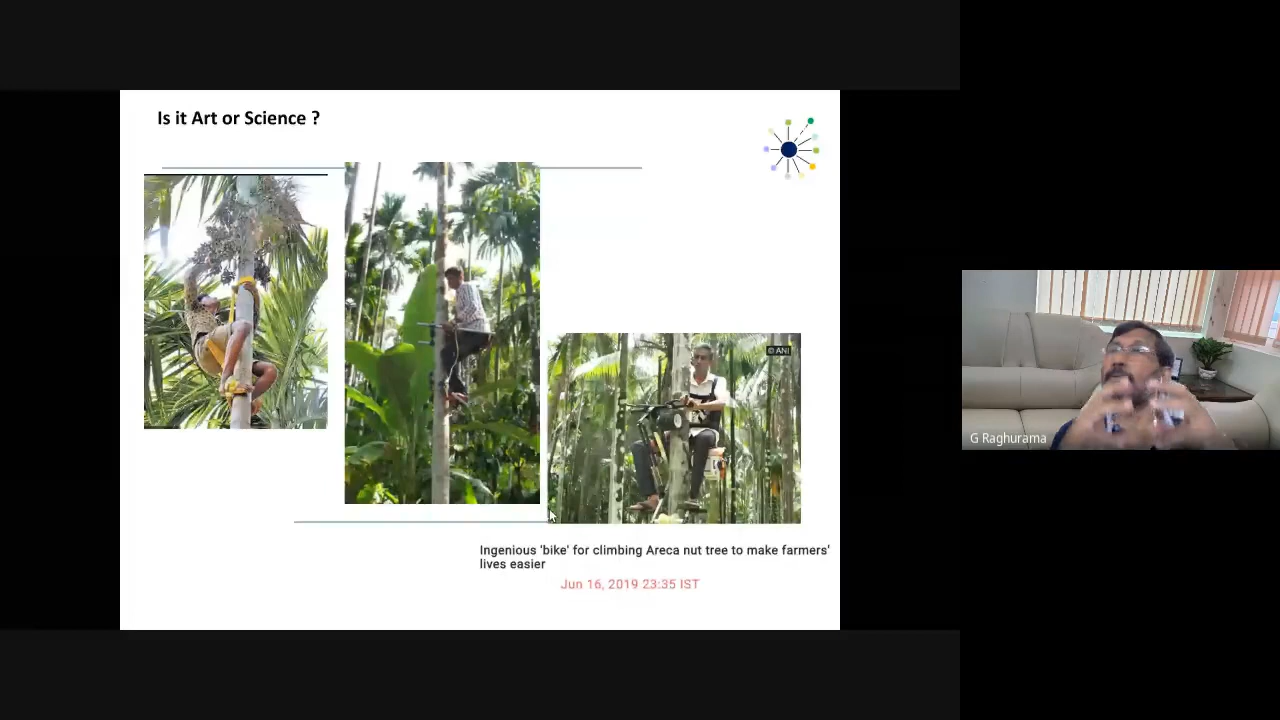 Is it Art or Science ?
© ANI
Ingenious 'bike' for climbing Areca nut tree to make farmers'
lives easier
Jun 16, 2019 23:35 IST
G Raghurama